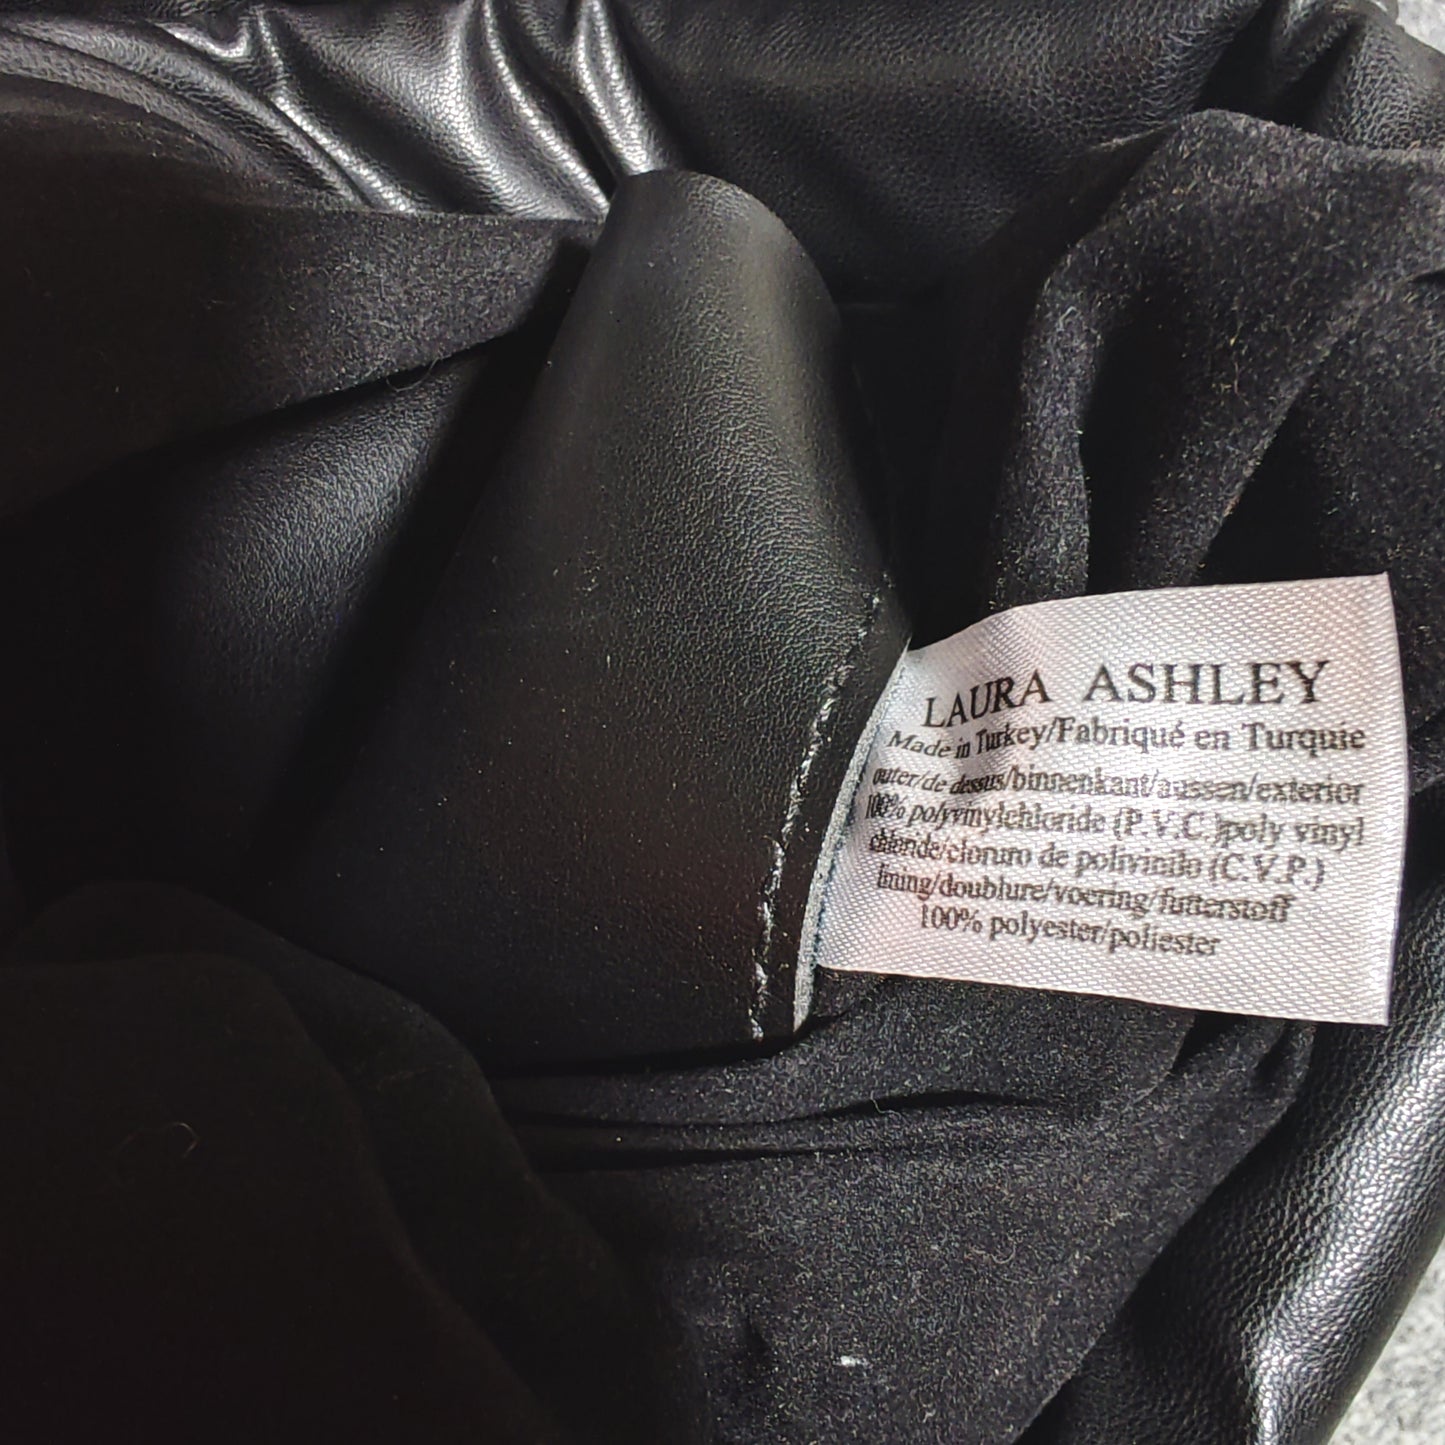 LAURA ASHLEY
Made in Turkey/Fabriqué en Turquie
outer/de dessus/binnenkant/aussen/exterior
100% polyvinylchloride (P.V.C.)poly vinyl
chloride/cloruro de polivinilo (C.V.P.)
lining/doublure/voering/futterstoff
100% polyester/poliester